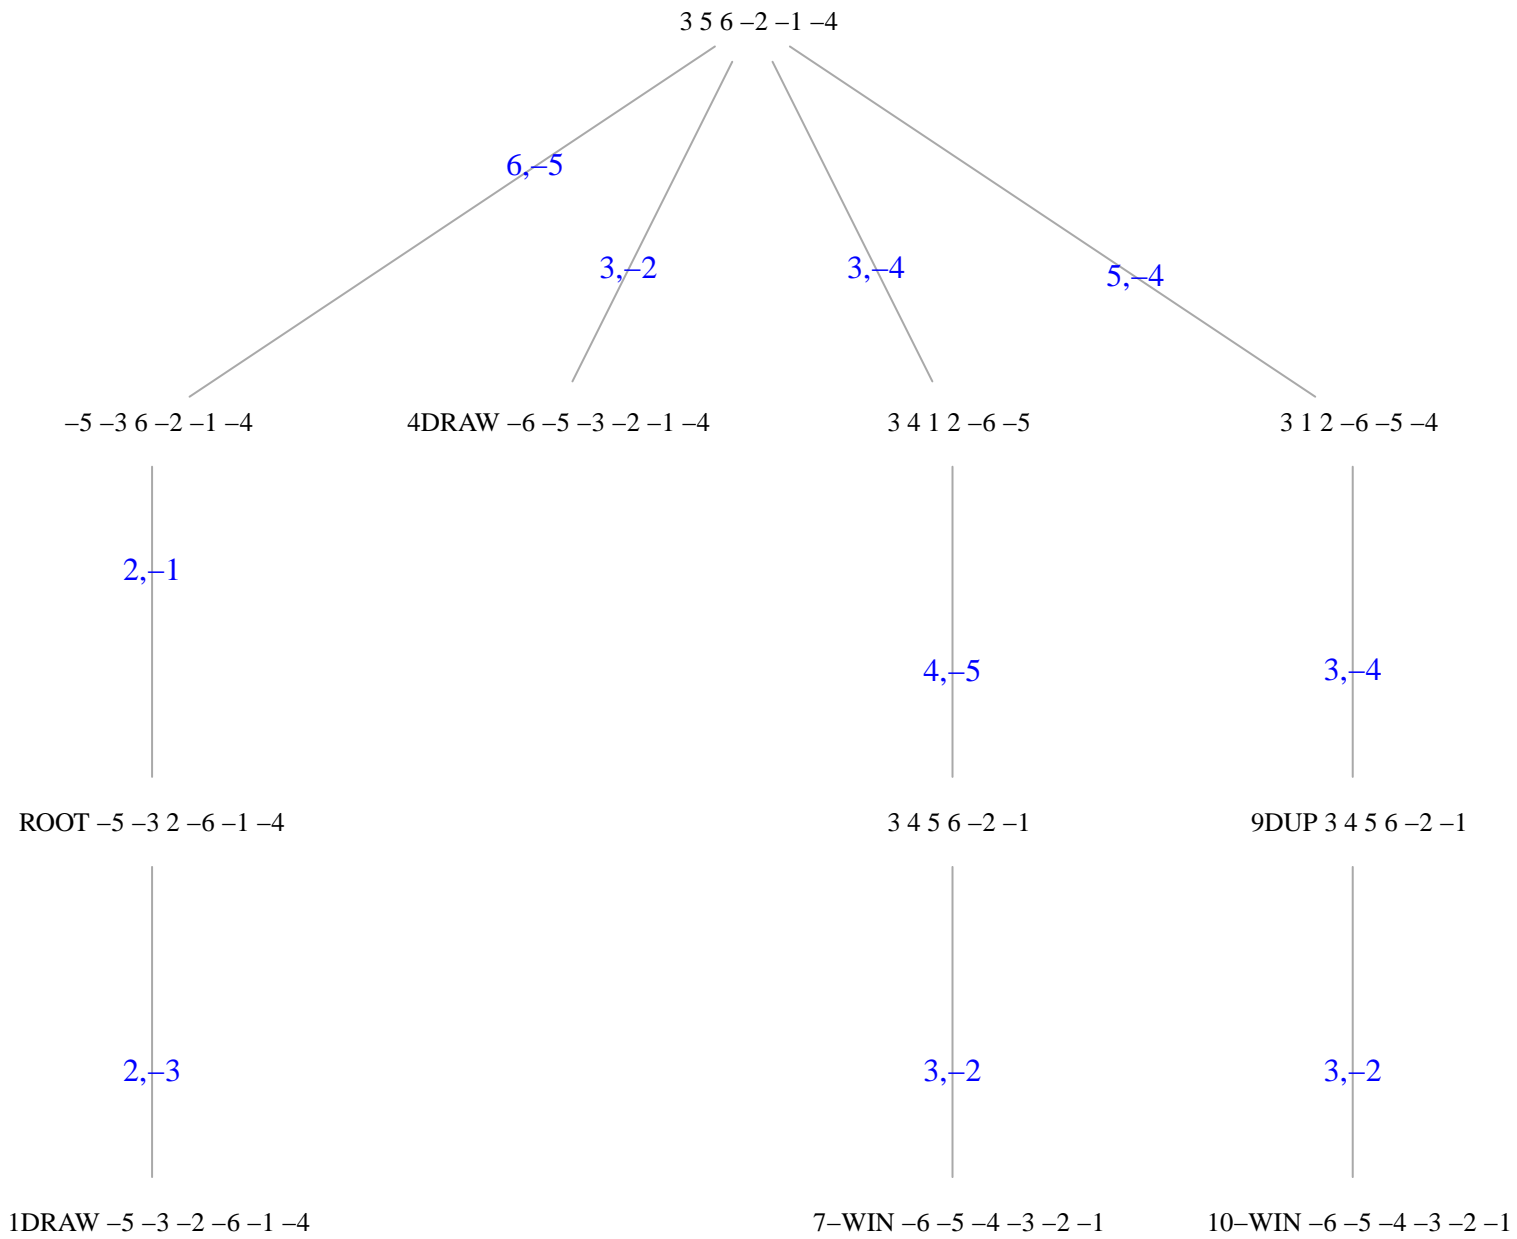 3 5 6 –2 –1 –4
6,–5
3,–2
3,–4
5,–4
–5 –3 6 –2 –1 –4
4DRAW –6 –5 –3 –2 –1 –4
3 4 1 2 –6 –5
3 1 2 –6 –5 –4
2,–1
4,–5
3,–4
ROOT –5 –3 2 –6 –1 –4
3 4 5 6 –2 –1
9DUP 3 4 5 6 –2 –1
2,–3
3,–2
3,–2
1DRAW –5 –3 –2 –6 –1 –4
7–WIN –6 –5 –4 –3 –2 –1
10–WIN –6 –5 –4 –3 –2 –1